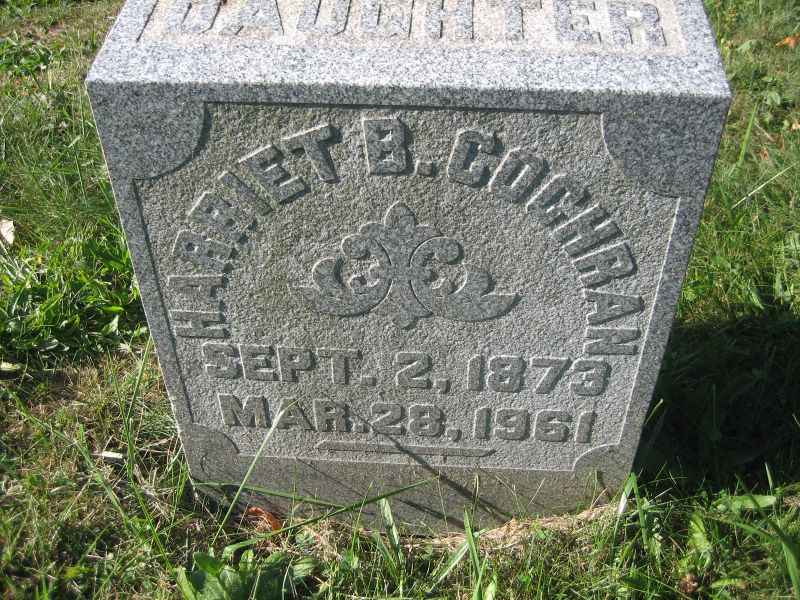 DAUGHTER
HARRIET B. COCHRAN
SEPT. 2, 1873
MAR. 28, 1961